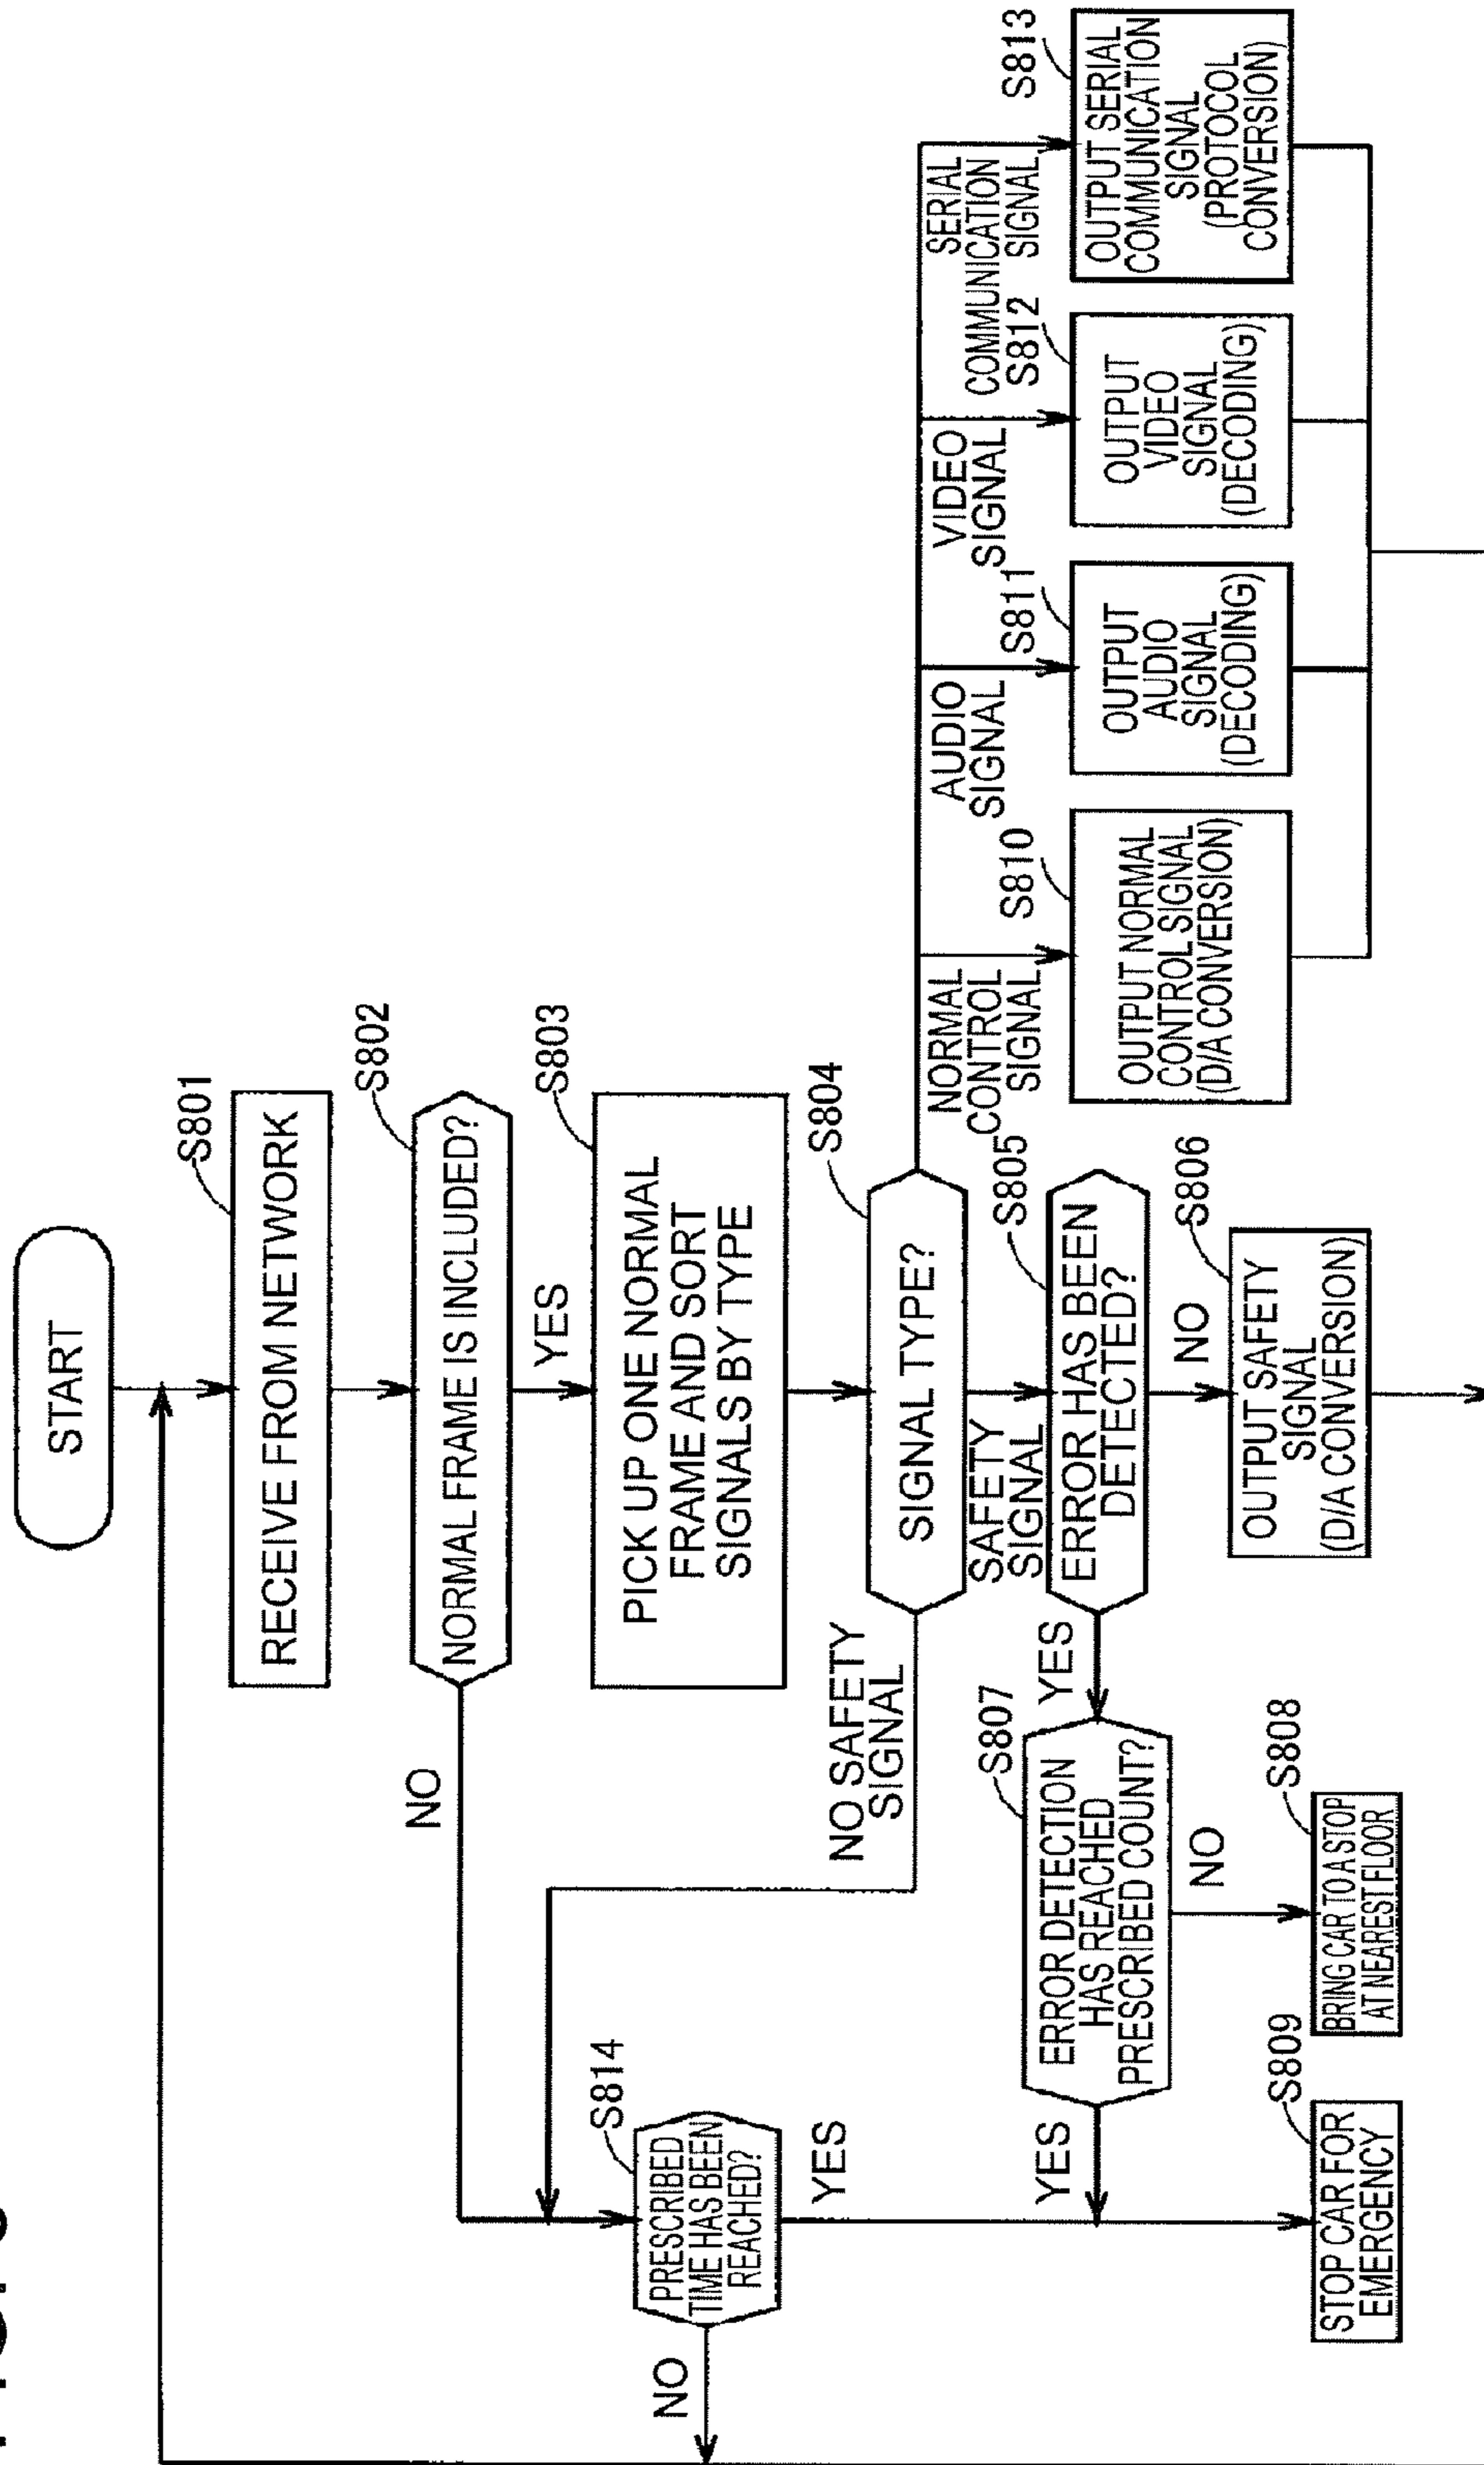 START
S801
RECEIVE FROM NETWORK
S802
NORMAL FRAME IS INCLUDED?
NO
YES
S803
PICK UP ONE NORMAL
FRAME AND SORT
SIGNALS BY TYPE
S804
SIGNAL TYPE?
NO SAFETY
SIGNAL
SAFETY
SIGNAL
NORMAL
CONTROL
SIGNAL
AUDIO
SIGNAL
VIDEO
SIGNAL
SERIAL
COMMUNICATION
SIGNAL
S814
PRESCRIBED
TIME HAS BEEN
REACHED?
NO
YES
S805
ERROR HAS BEEN
DETECTED?
YES
NO
S807
ERROR DETECTION
HAS REACHED
PRESCRIBED COUNT?
YES
NO
S810
OUTPUT NORMAL
CONTROL SIGNAL
(D/A CONVERSION)
S811
OUTPUT
AUDIO
SIGNAL
(DECODING)
S812
OUTPUT
VIDEO
SIGNAL
(DECODING)
S813
OUTPUT SERIAL
COMMUNICATION
SIGNAL
(PROTOCOL
CONVERSION)
S806
OUTPUT SAFETY
SIGNAL
(D/A CONVERSION)
S808
BRING CAR TO A STOP
AT NEAREST FLOOR
S809
STOP CAR FOR
EMERGENCY